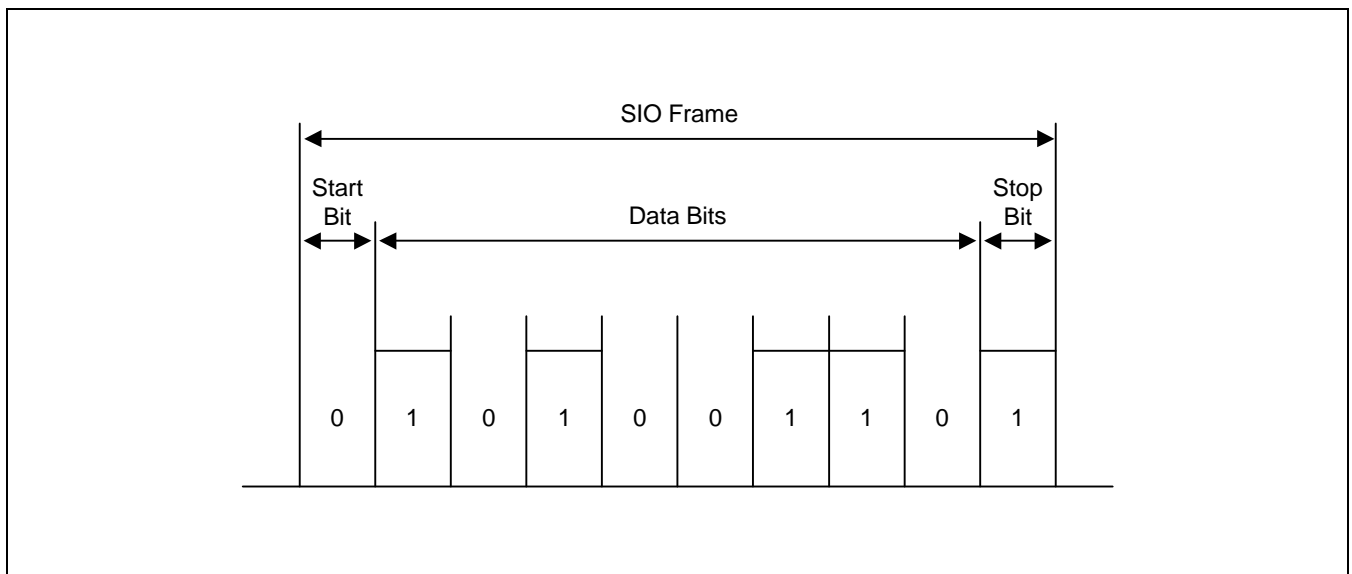 SIO Frame
Start
Bit
Data Bits
Stop
Bit
0 1 0 1 0 0 1 1 0 1